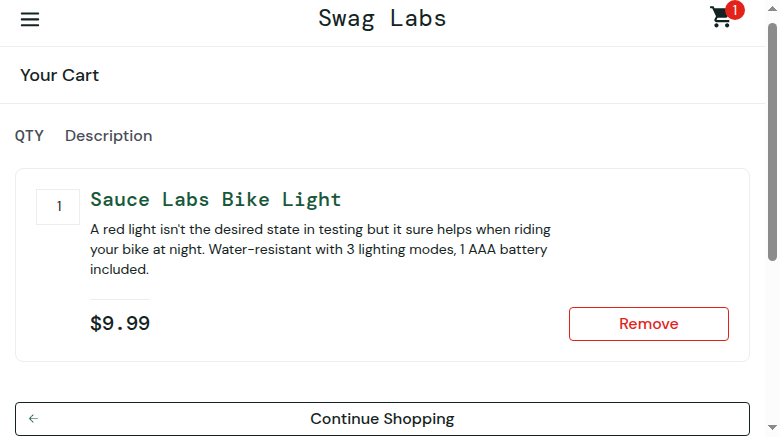 Swag Labs
1
Your Cart
QTY Description
1
Sauce Labs Bike Light
A red light isn't the desired state in testing but it sure helps when riding
your bike at night. Water-resistant with 3 lighting modes, 1 AAA battery
included.
$9.99
Remove
Continue Shopping